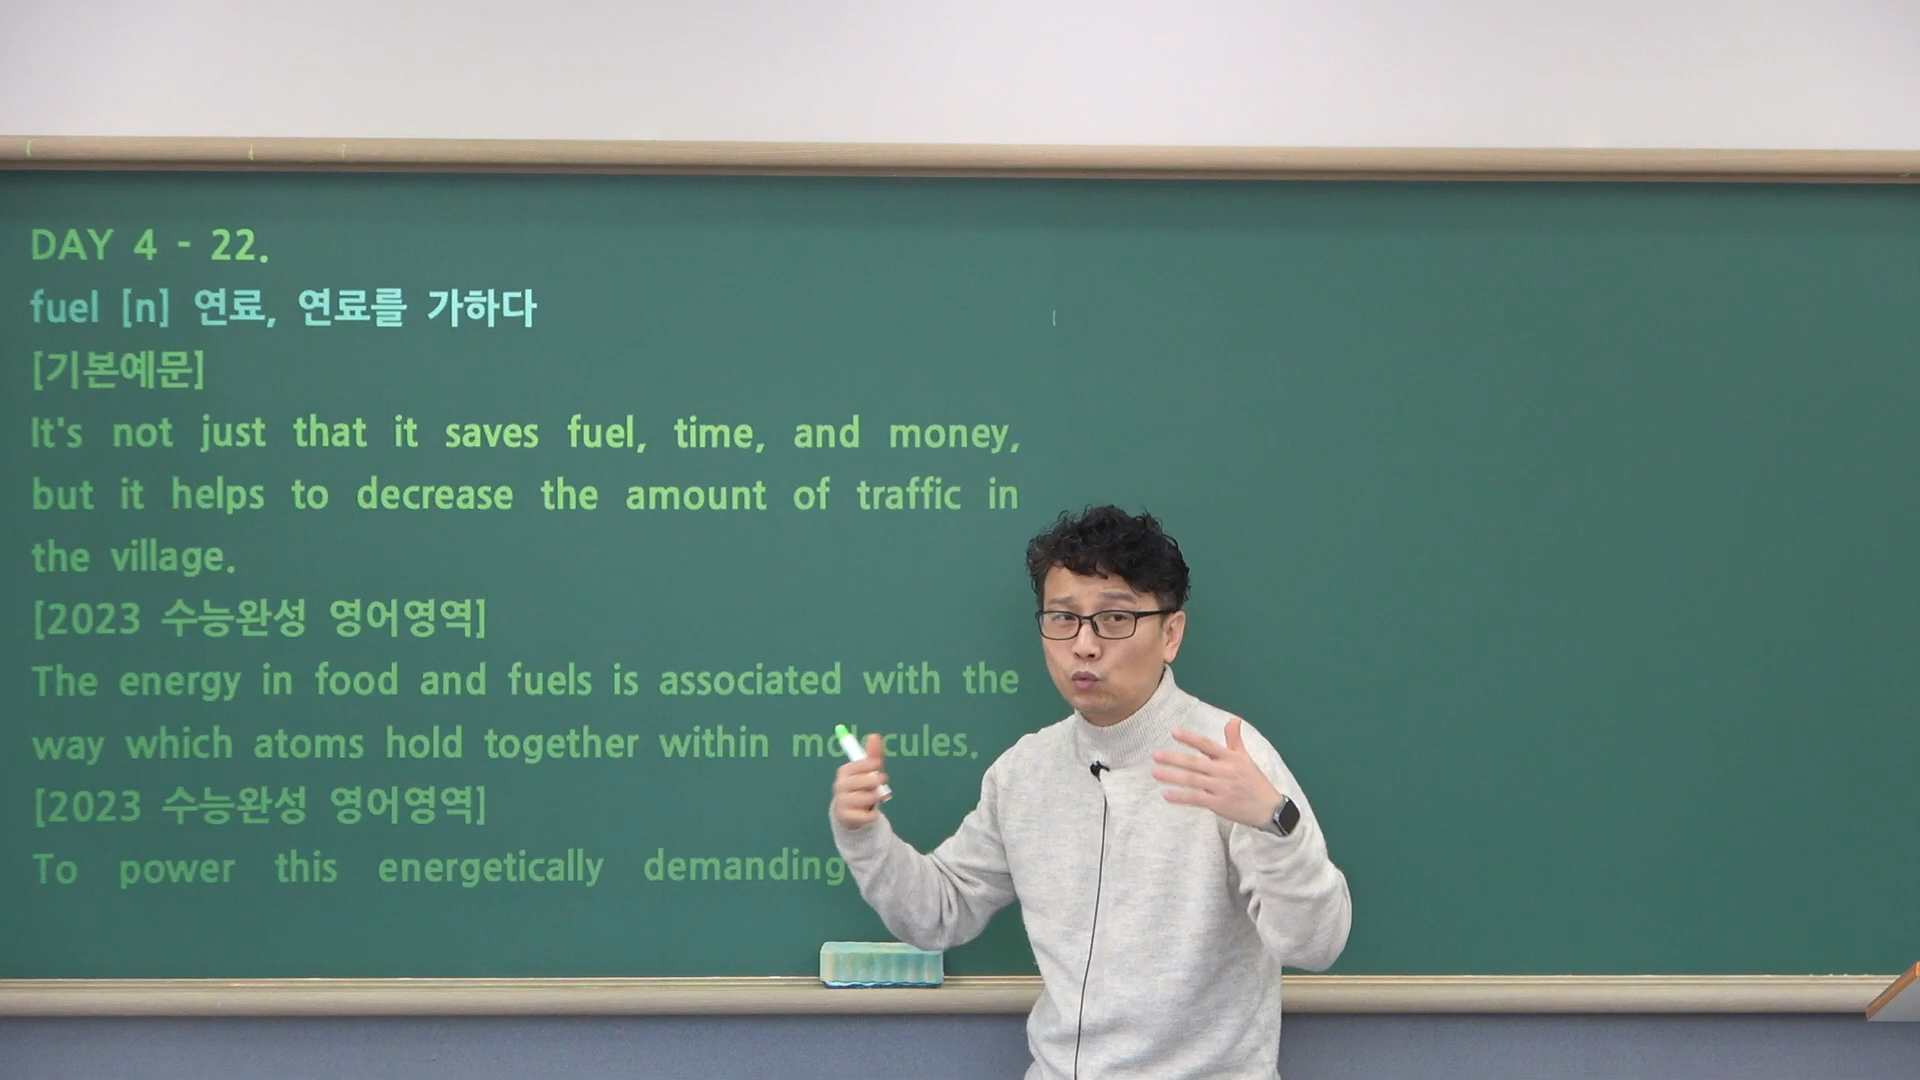 DAY 4 - 22.
fuel [n] 연료, 연료를 가하다
[기본예문]
It's not just that it saves fuel, time, and money,
but it helps to decrease the amount of traffic in
the village.
[2023 수능완성 영어영역]
The energy in food and fuels is associated with the
way which atoms hold together within molecules.
[2023 수능완성 영어영역]
To power this energetically demanding